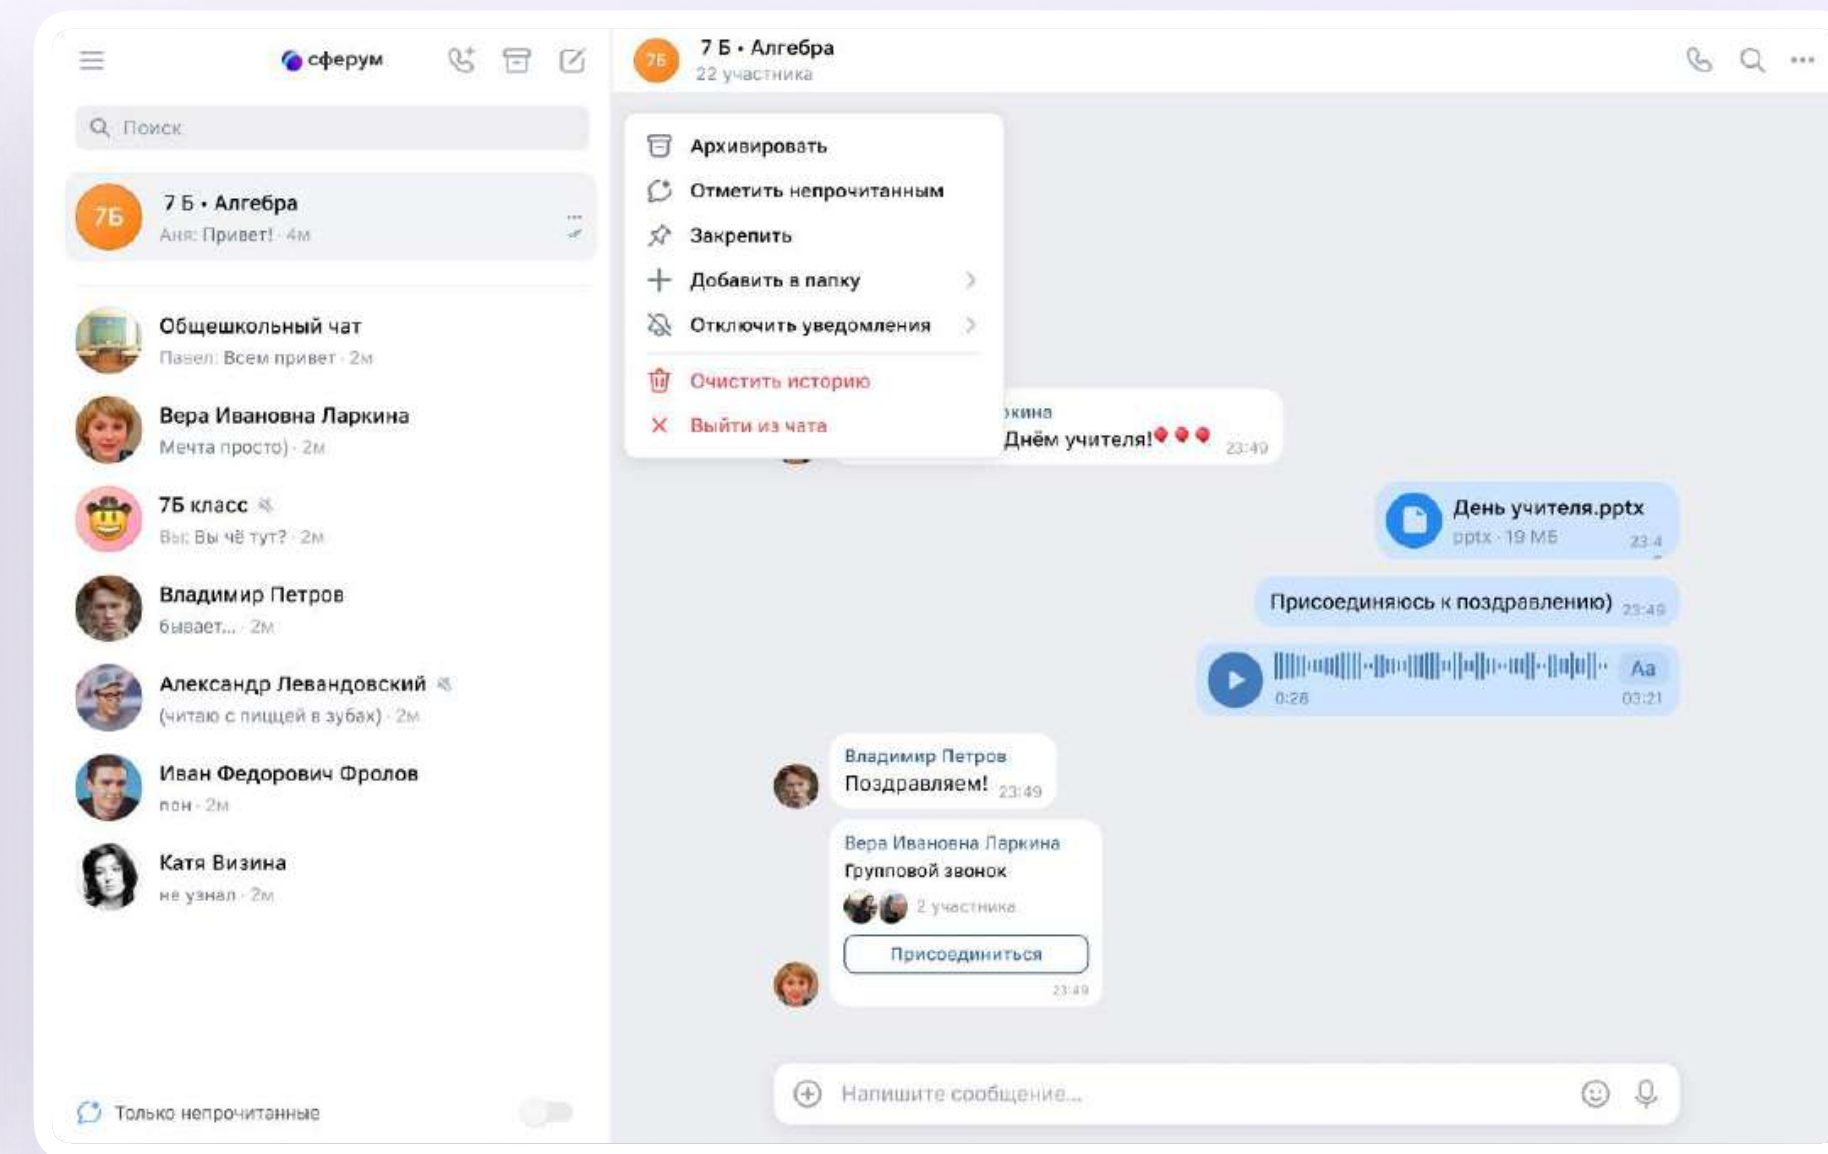 сферум
Поиск
7Б
7 Б • Алгебра
Аня: Привет! · 4м
Общешкольный чат
Павел: Всем привет · 2м
Вера Ивановна Ларкина
Мечта просто) · 2м
7Б класс
Вы: Вы чё тут? · 2м
Владимир Петров
бывает... · 2м
Александр Левандовский
(читаю с пиццей в зубах) · 2м
Иван Федорович Фролов
пон · 2м
Катя Визина
не узнал · 2м
Только непрочитанные
7Б
7 Б • Алгебра
22 участника
Архивировать
Отметить непрочитанным
Закрепить
Добавить в папку
Отключить уведомления
Очистить историю
Выйти из чата
ркина
Днём учителя! 23:49
День учителя.pptx
pptx · 19 МБ 23:4
Присоединяюсь к поздравлению) 23:49
Aa
0:28 03:21
Владимир Петров
Поздравляем! 23:49
Вера Ивановна Ларкина
Групповой звонок
2 участника
Присоединиться
23:49
Напишите сообщение...